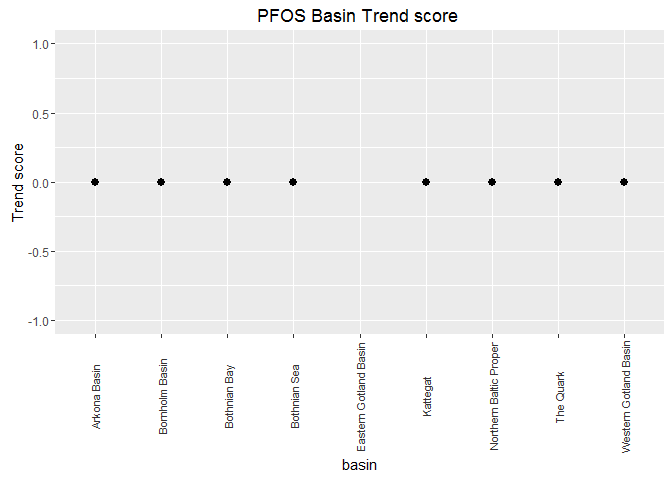 PFOS Basin Trend score
1.0
0.5
0.0
-0.5
-1.0
Trend score
Arkona Basin
Bornholm Basin
Bothnian Bay
Bothnian Sea
Eastern Gotland Basin
Kattegat
Northern Baltic Proper
The Quark
Western Gotland Basin
basin